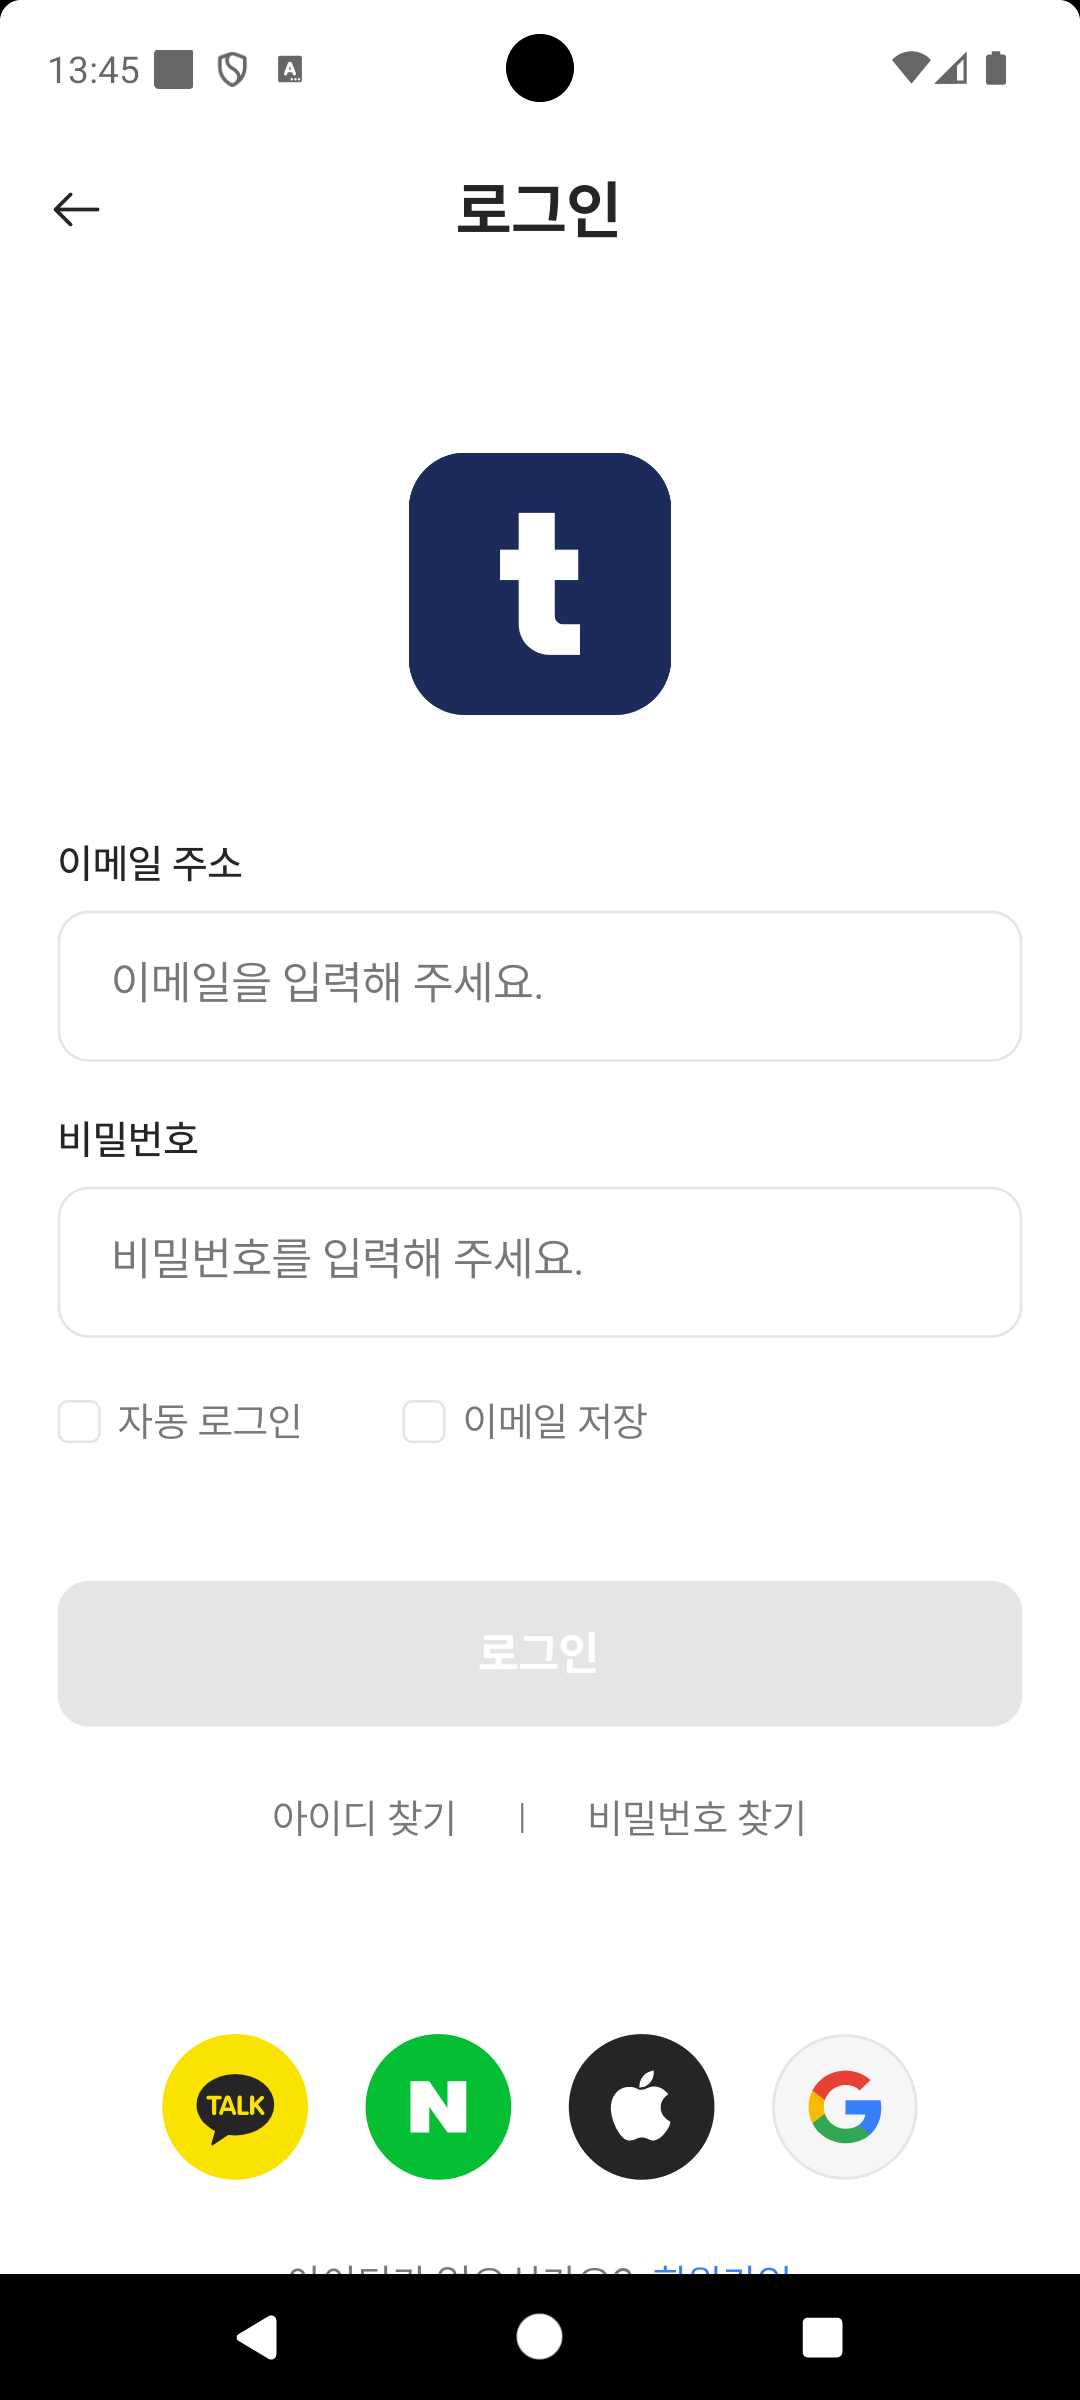 13:45
로그인
t
이메일 주소
이메일을 입력해 주세요.
비밀번호
비밀번호를 입력해 주세요.
자동 로그인 이메일 저장
로그인
아이디 찾기 | 비밀번호 찾기
TALK N G